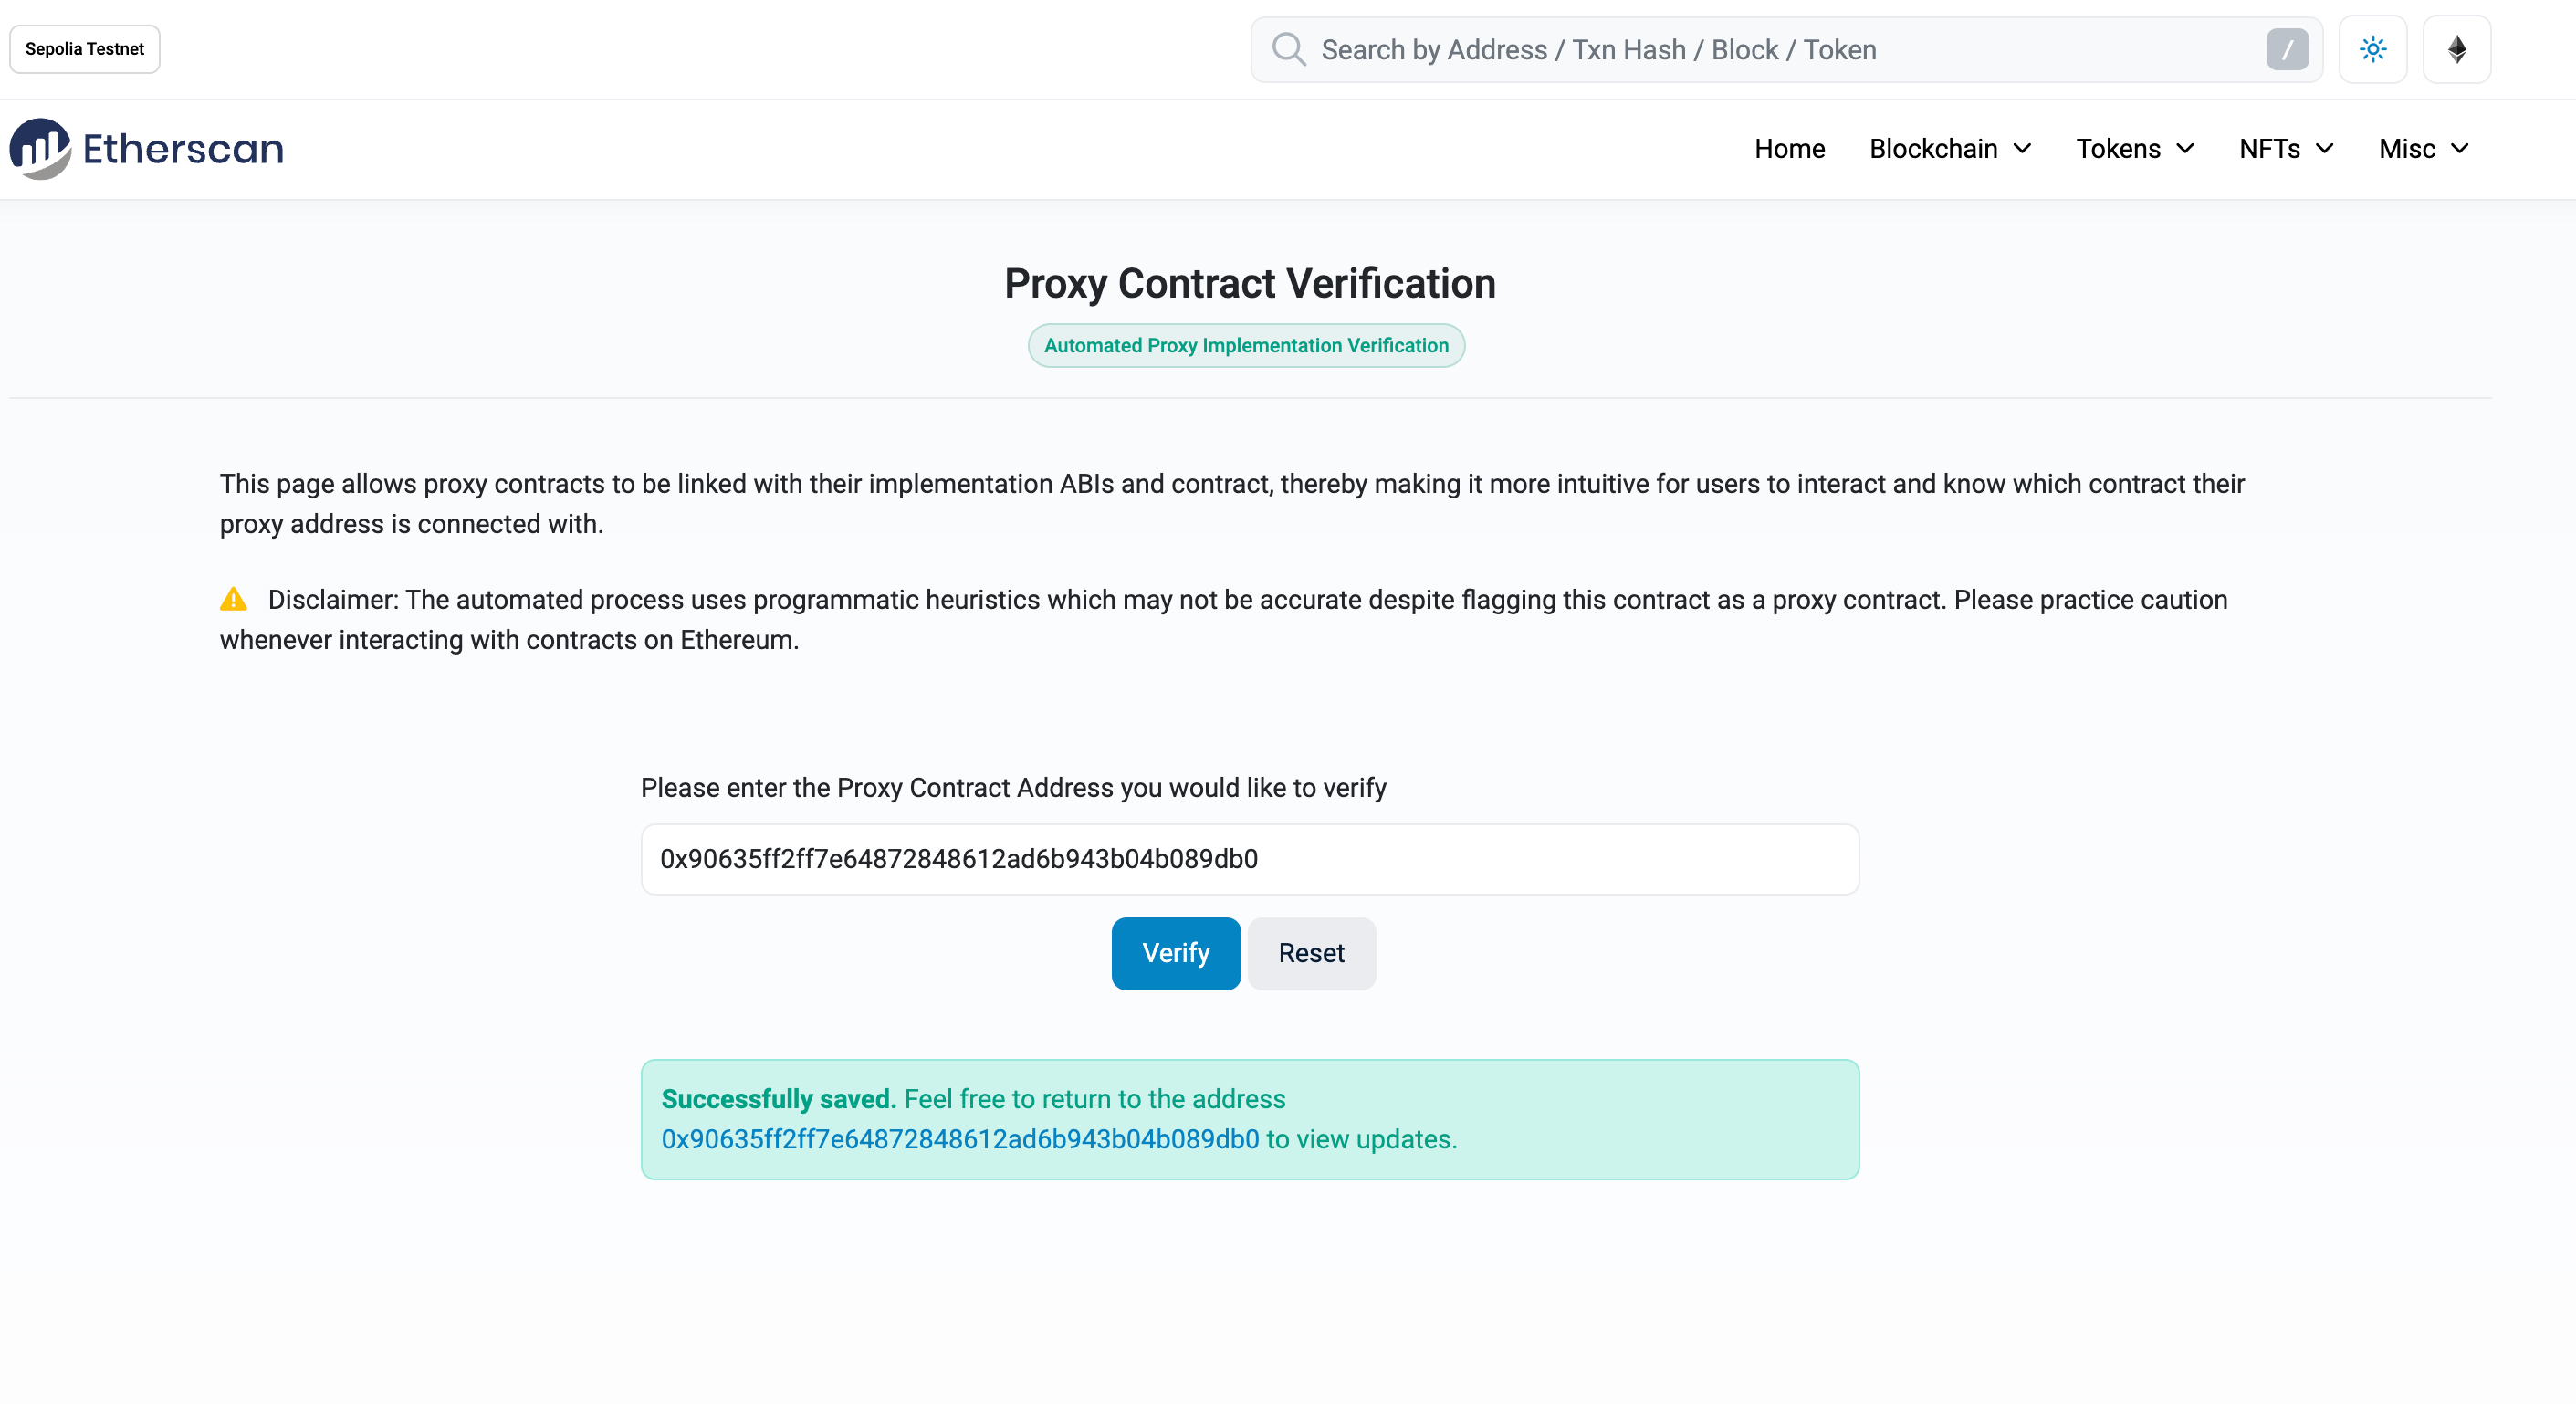 Sepolia Testnet
Search by Address / Txn Hash / Block / Token
/
Etherscan
Home
Blockchain
Tokens
NFTs
Misc
Proxy Contract Verification
Automated Proxy Implementation Verification
This page allows proxy contracts to be linked with their implementation ABIs and contract, thereby making it more intuitive for users to interact and know which contract their
proxy address is connected with.
Disclaimer: The automated process uses programmatic heuristics which may not be accurate despite flagging this contract as a proxy contract. Please practice caution
whenever interacting with contracts on Ethereum.
Please enter the Proxy Contract Address you would like to verify
0x90635ff2ff7e64872848612ad6b943b04b089db0
Verify
Reset
Successfully saved. Feel free to return to the address
0x90635ff2ff7e64872848612ad6b943b04b089db0 to view updates.